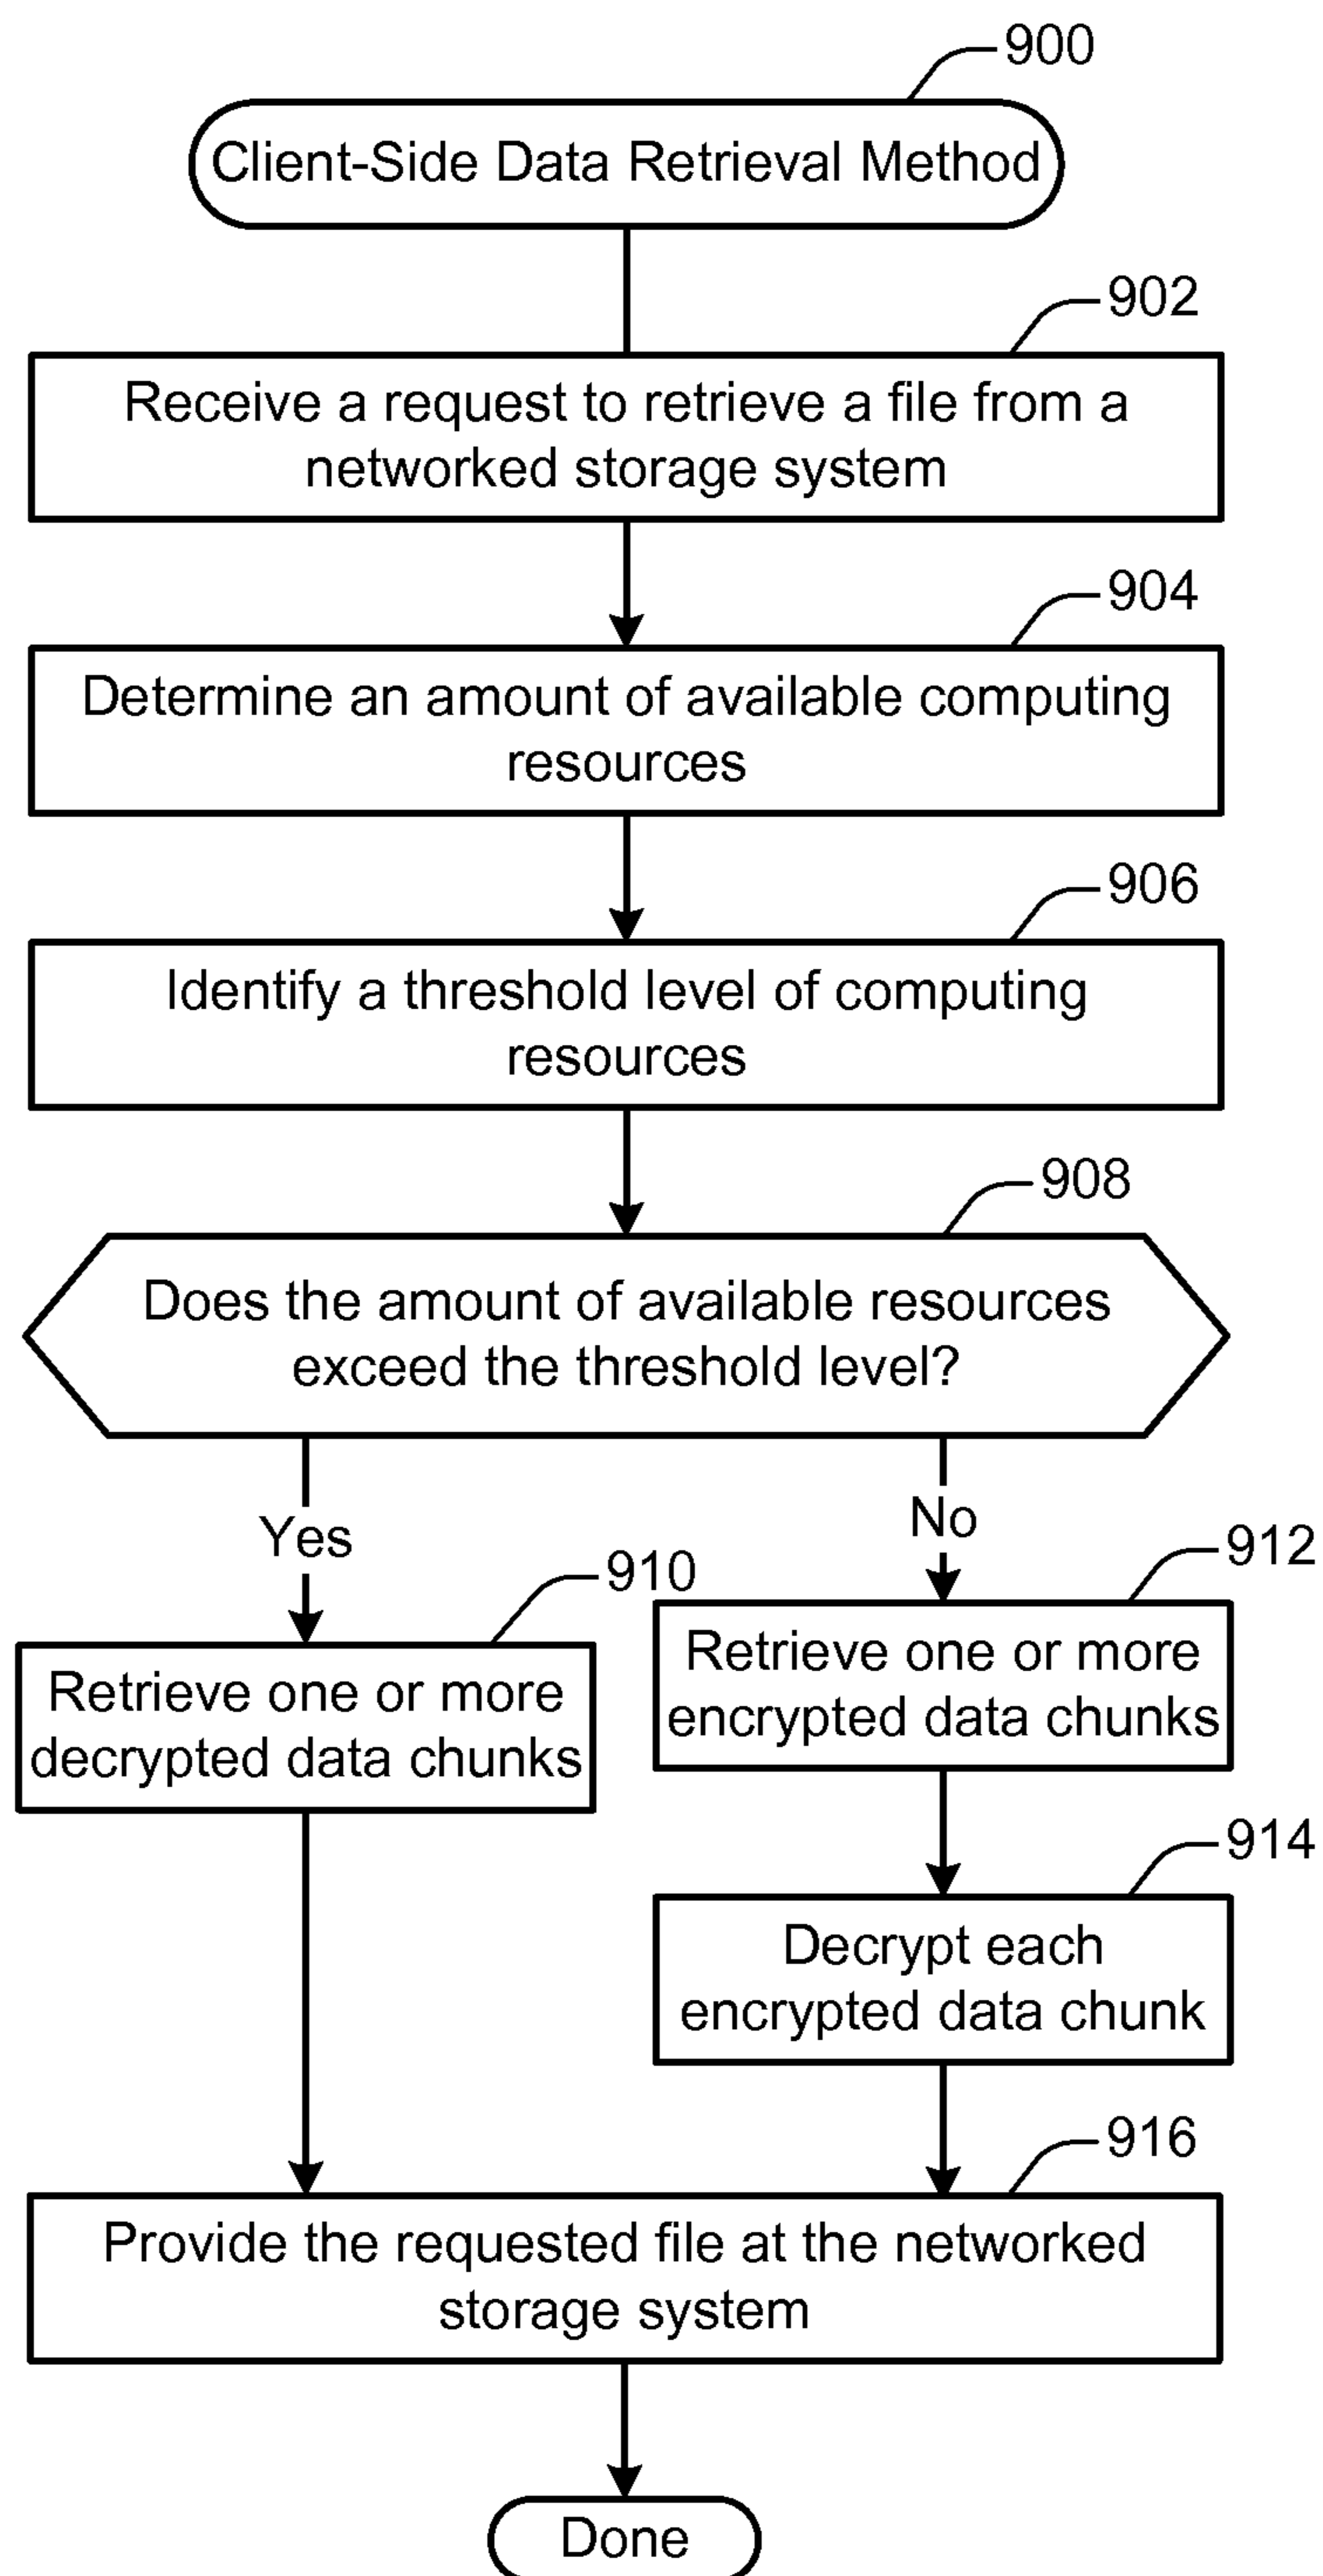 900
Client-Side Data Retrieval Method
902
Receive a request to retrieve a file from a
networked storage system
904
Determine an amount of available computing
resources
906
Identify a threshold level of computing
resources
908
Does the amount of available resources
exceed the threshold level?
Yes
No
910
Retrieve one or more
decrypted data chunks
912
Retrieve one or more
encrypted data chunks
914
Decrypt each
encrypted data chunk
916
Provide the requested file at the networked
storage system
Done